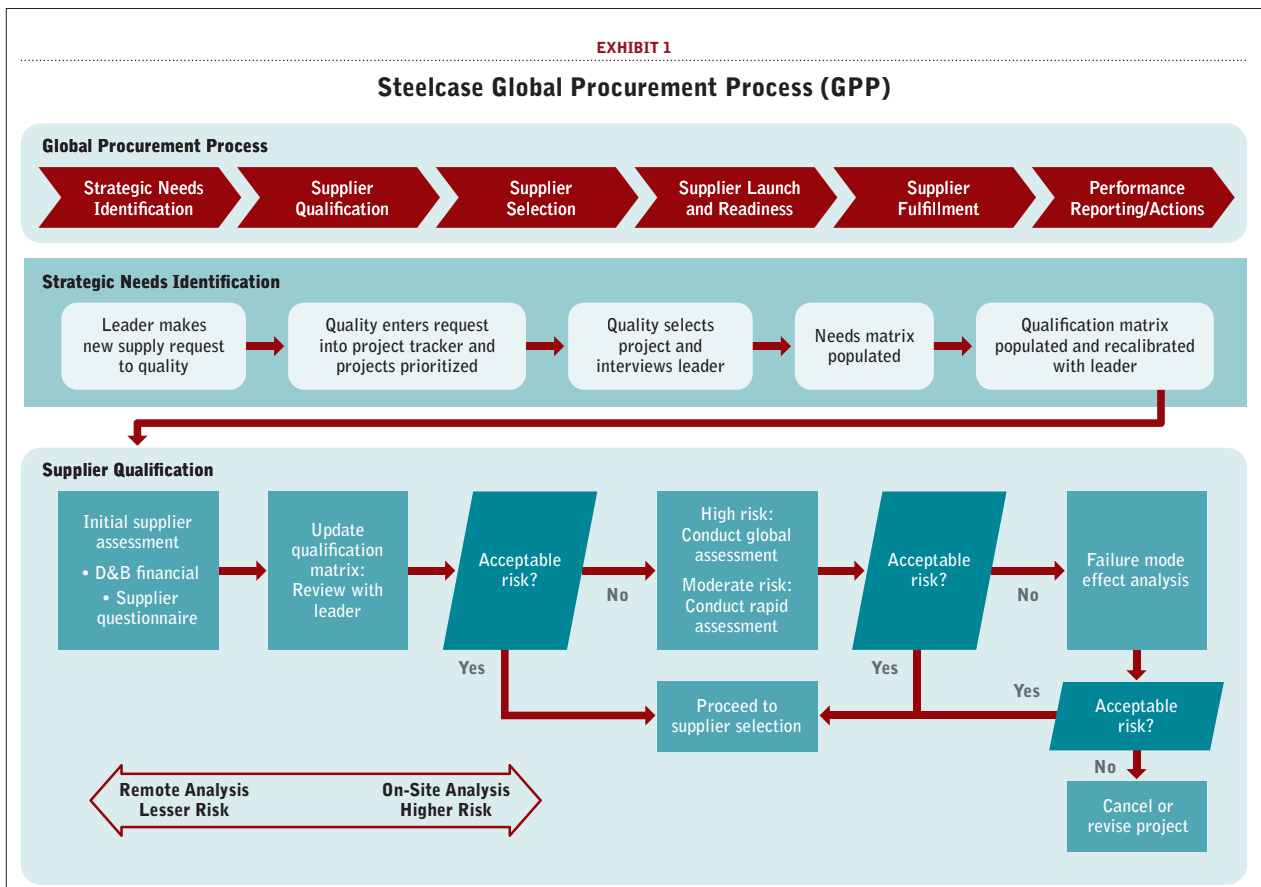 EXHIBIT 1
Steelcase Global Procurement Process (GPP)
Global Procurement Process
Strategic Needs
Identification
Supplier
Qualification
Supplier
Selection
Supplier Launch
and Readiness
Supplier
Fulfillment
Performance
Reporting/Actions
Strategic Needs Identification
Leader makes
new supply request
to quality
Quality enters request
into project tracker and
projects prioritized
Quality selects
project and
interviews leader
Needs matrix
populated
Qualification matrix
populated and recalibrated
with leader
Supplier Qualification
Initial supplier
assessment
• D&B financial
• Supplier
questionnaire
Update
qualification
matrix:
Review with
leader
Acceptable
risk?
No
Yes
High risk:
Conduct global
assessment
Moderate risk:
Conduct rapid
assessment
Acceptable
risk?
No
Yes
Failure mode
effect analysis
Proceed to
supplier selection
Yes
Acceptable
risk?
No
Cancel or
revise project
Remote Analysis
Lesser Risk
On-Site Analysis
Higher Risk